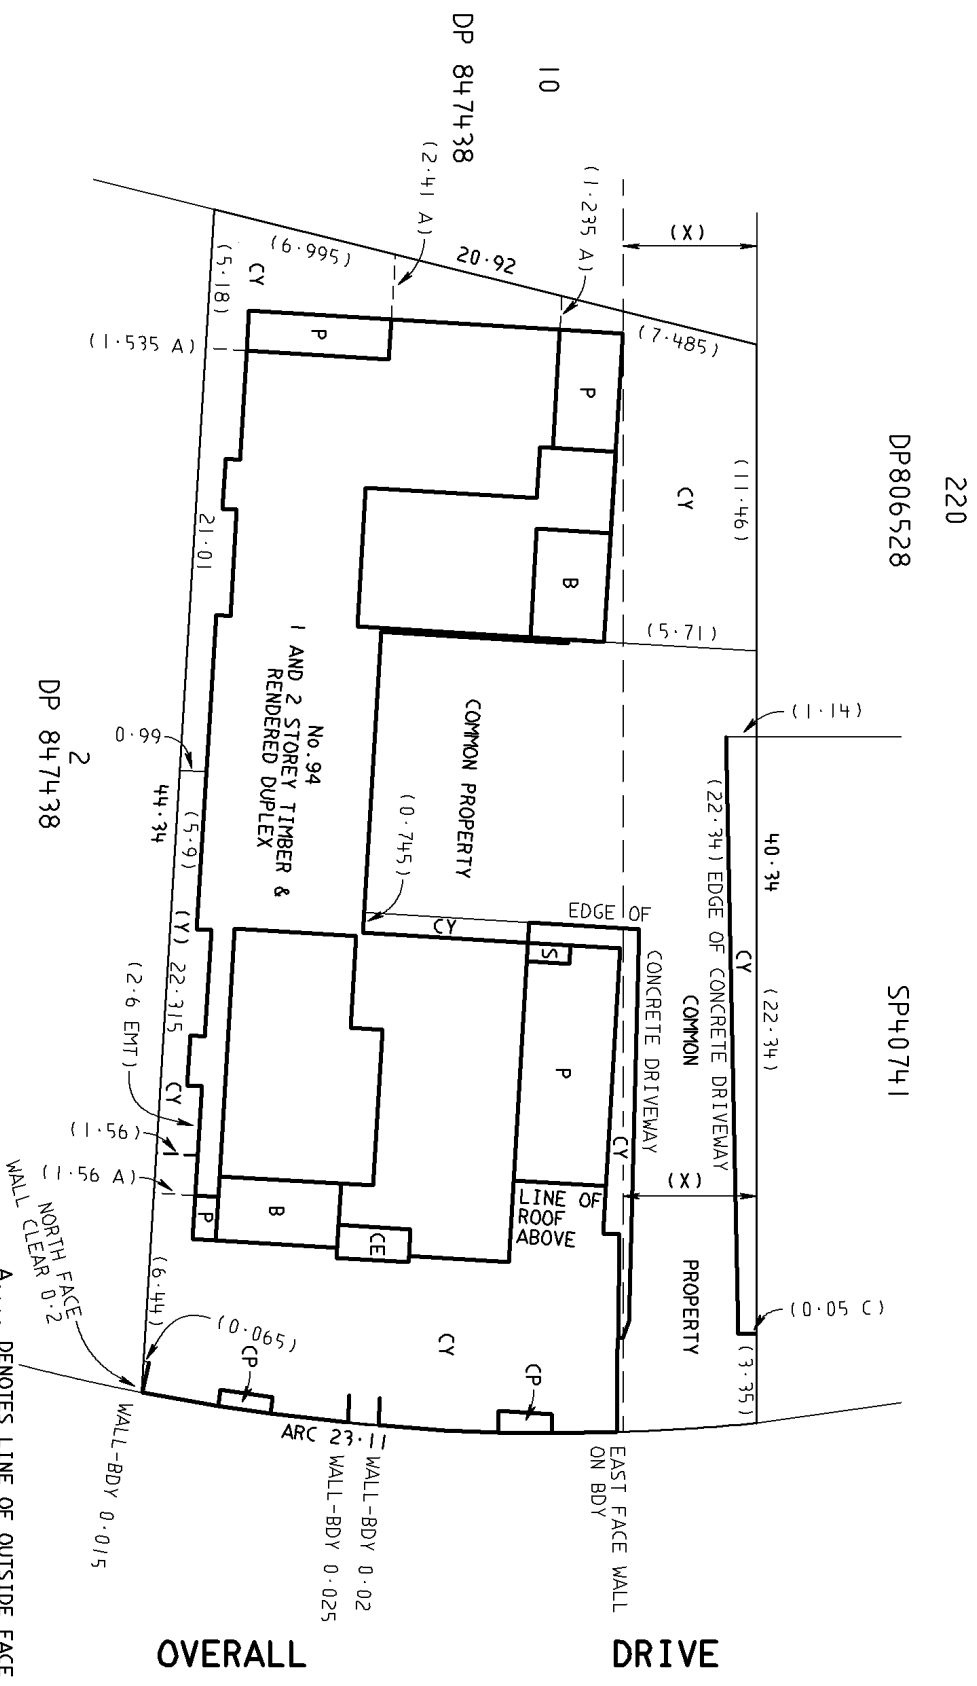 10
DP 847438
220
DP806528
SP40741
2
DP 847438
(2·41 A)
(1·235 A)
(X)
(6·995)
20·92
(7·485)
CY
(5·18)
(1·535 A)
P
P
B
CY
(11·46)
(5·71)
21·01
(1·14)
No.94
1 AND 2 STOREY TIMBER &
RENDERED DUPLEX
COMMON PROPERTY
0·99
44·34
(5·9)
(Y) 22·315
(0·745)
CY
EDGE OF
CONCRETE DRIVEWAY
40·34
(22·34) EDGE OF CONCRETE DRIVEWAY
CY
(22·34)
COMMON
PROPERTY
(X)
S
P
CY
LINE OF
ROOF
ABOVE
(2·6 EMT)
CY
(1·56)
(1·56 A)
P
B
CE
(6·44)
(0·065)
CP
CY
CP
(0·05 C)
(3·35)
NORTH FACE
WALL CLEAR 0·2
WALL-BDY 0·015
ARC 23·11
WALL-BDY 0·02
WALL-BDY 0·025
EAST FACE WALL
ON BDY
OVERALL DRIVE
A.... DENOTES LINE OF OUTSIDE FACE